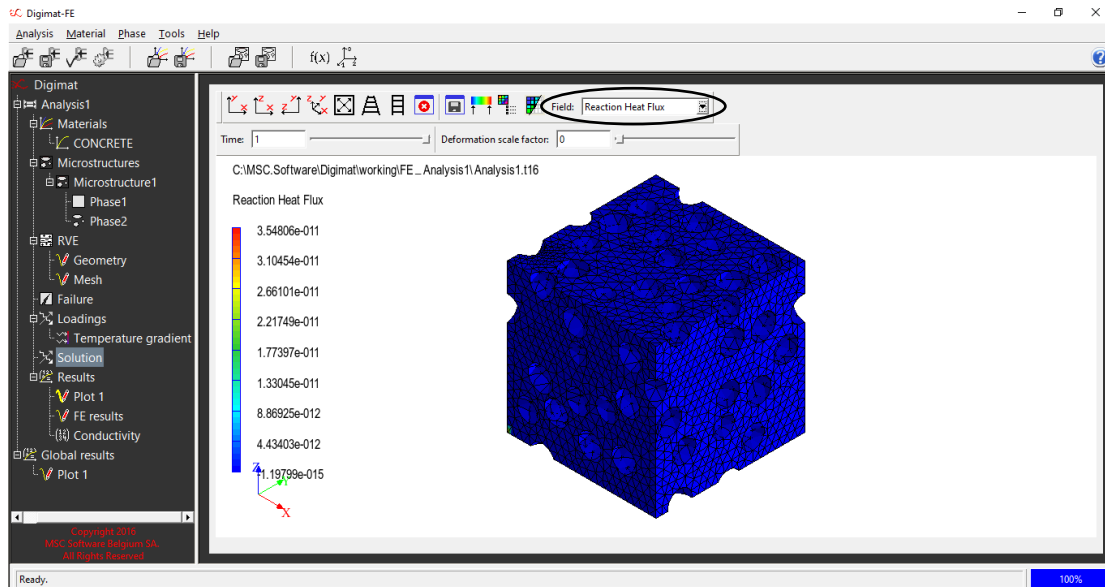 Digimat-FE
Analysis Material Phase Tools Help
f(x)
Digimat
Analysis1
Materials
CONCRETE
Microstructures
Microstructure1
Phase1
Phase2
RVE
Geometry
Mesh
Failure
Loadings
Temperature gradient
Solution
Results
Plot 1
FE results
Conductivity
Global results
Plot 1
Copyright 2016
MSC Software Belgium SA.
All Rights Reserved
Field: Reaction Heat Flux
Time: 1 Deformation scale factor: 0
C:\MSC.Software\Digimat\working\FE_Analysis1\Analysis1.t16
Reaction Heat Flux
3.54806e-011
3.10454e-011
2.66101e-011
2.21749e-011
1.77397e-011
1.33045e-011
8.86925e-012
4.43403e-012
-1.19799e-015
Z
Y
X
Ready.
100%